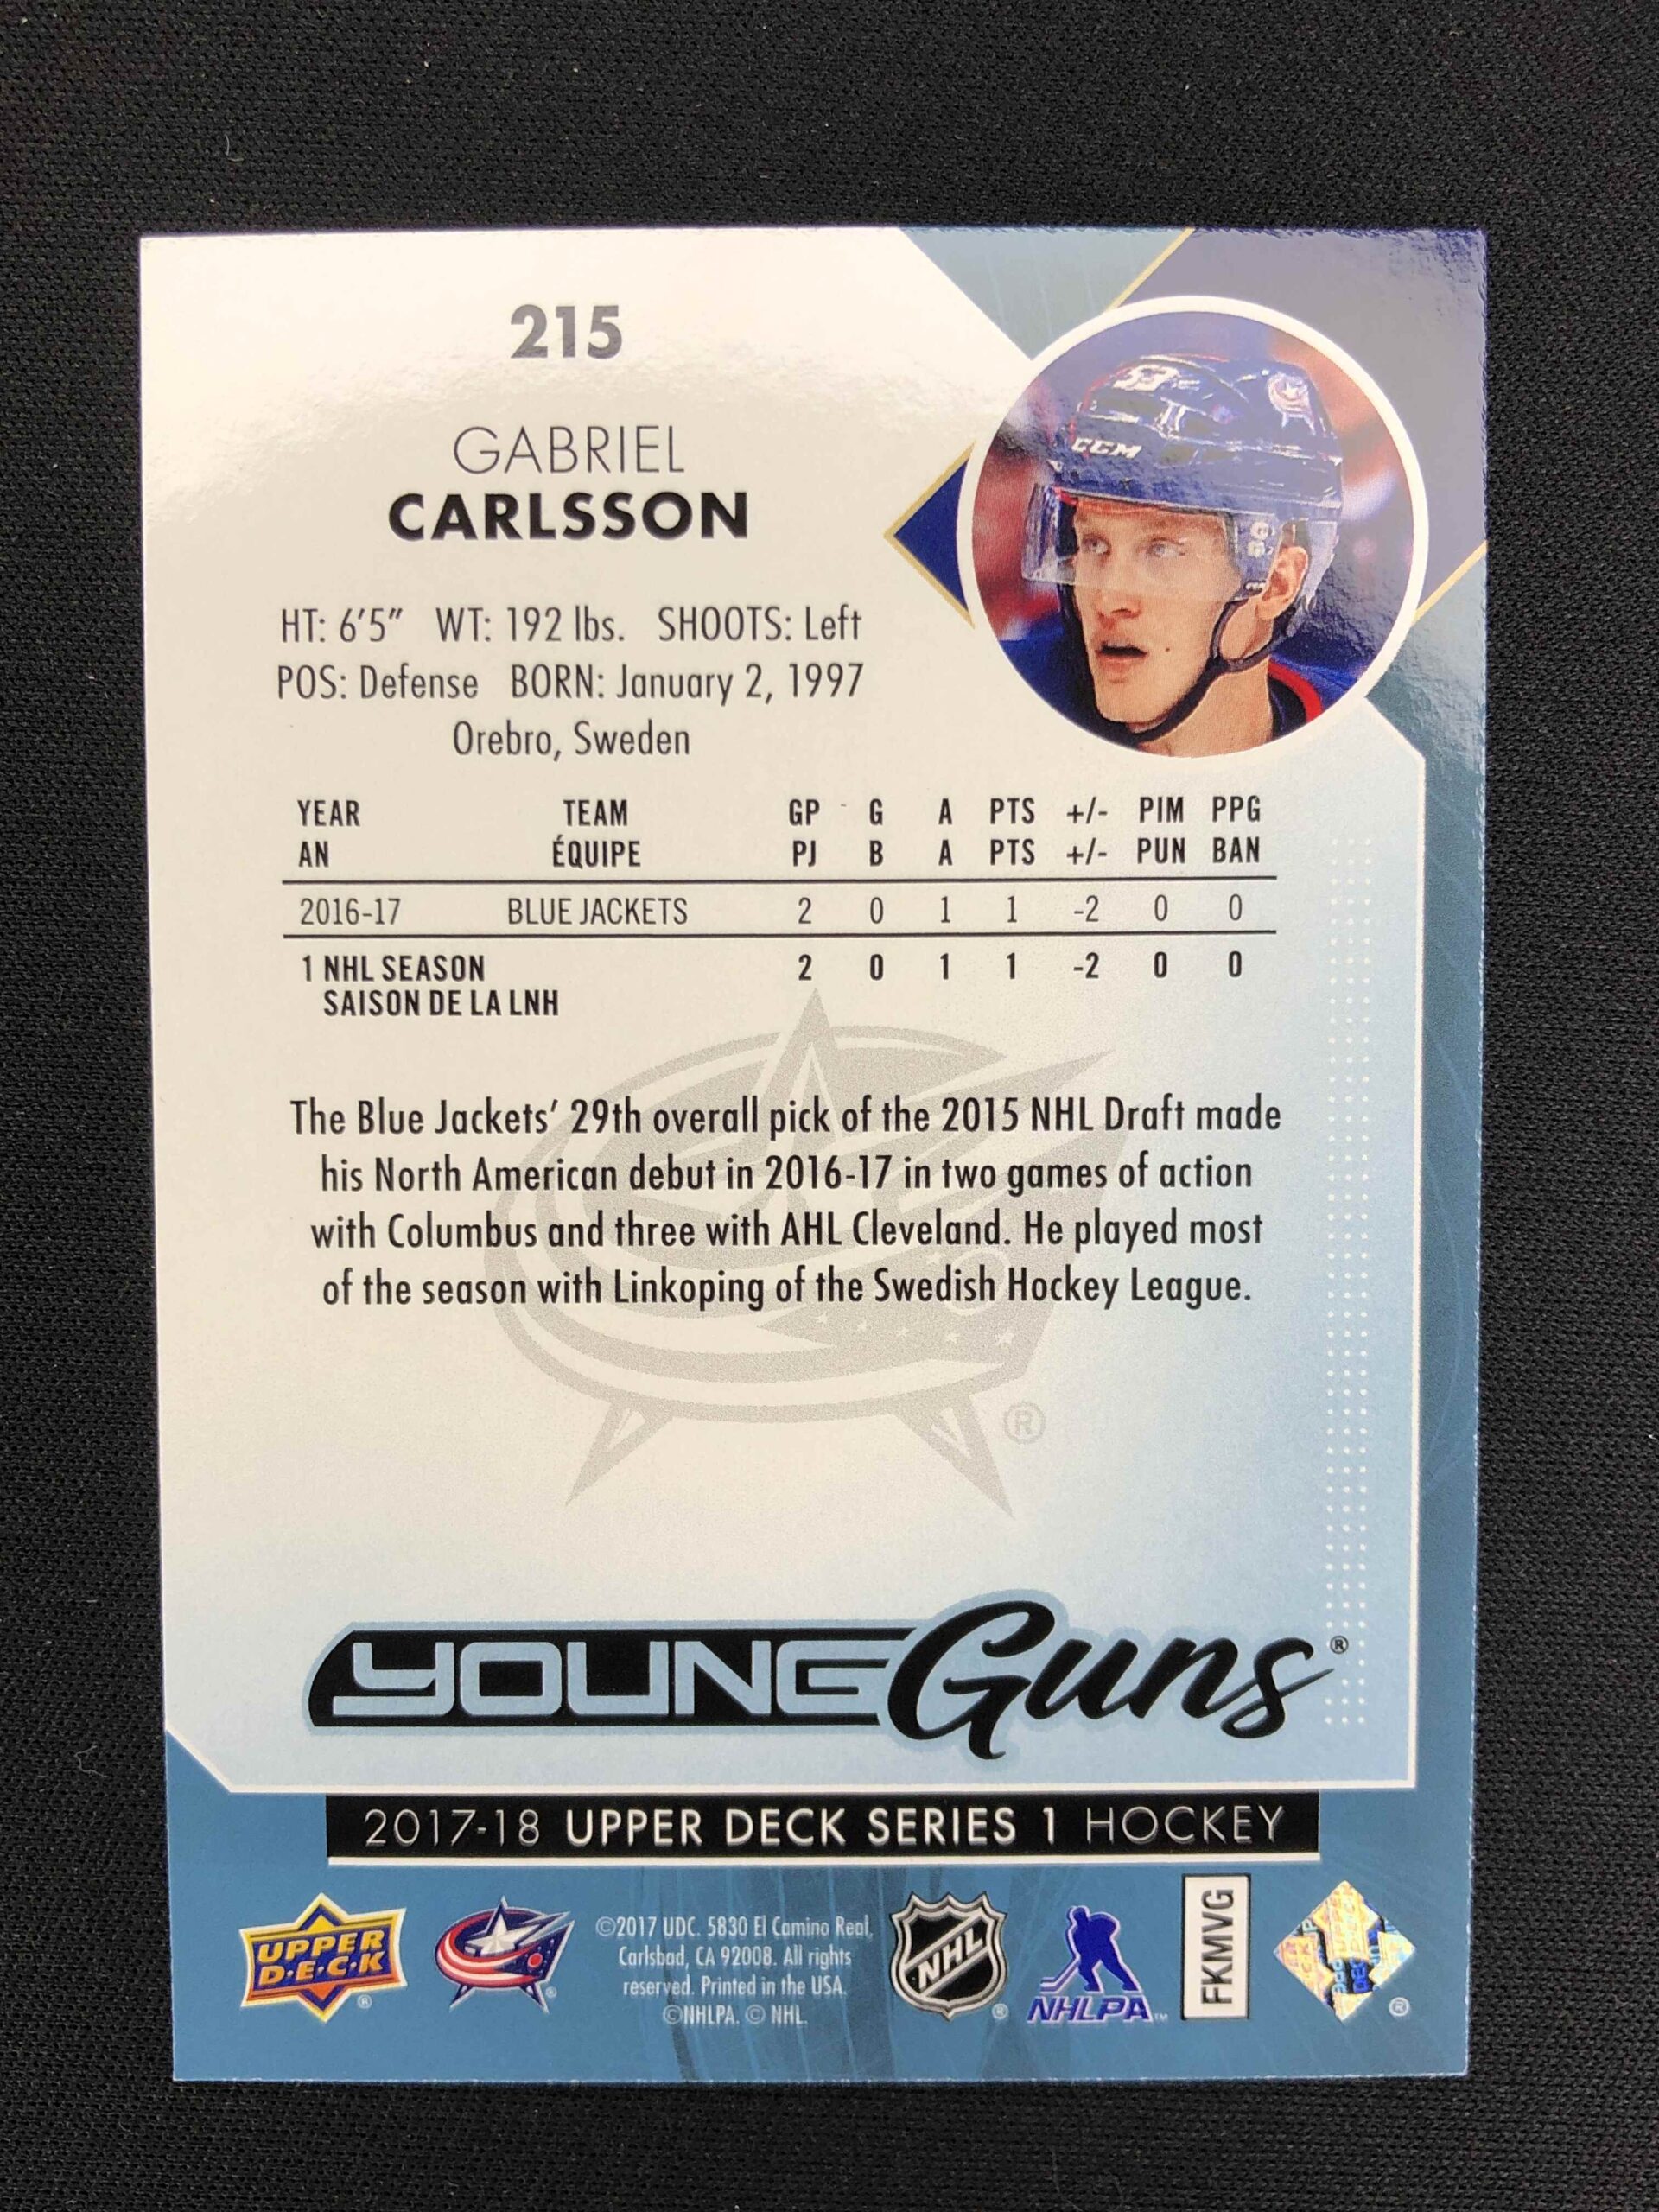 215
GABRIEL
CARLSSON
CCM
HT: 6'5" WT: 192 lbs. SHOOTS: Left
POS: Defense BORN: January 2, 1997
Orebro, Sweden
YEAR TEAM GP G A PTS +/- PIM PPG
AN ÉQUIPE PJ B A PTS +/- PUN BAN
2016-17 BLUE JACKETS 2 0 1 1 -2 0 0
1 NHL SEASON 2 0 1 1 -2 0 0
SAISON DE LA LNH
The Blue Jackets' 29th overall pick of the 2015 NHL Draft made
his North American debut in 2016-17 in two games of action
with Columbus and three with AHL Cleveland. He played most
of the season with Linkoping of the Swedish Hockey League.
®
YOUNG Guns®
2017-18 UPPER DECK SERIES 1 HOCKEY
UPPER
D·E·C·K
®
©2017 UDC. 5830 El Camino Real,
Carlsbad, CA 92008. All rights
reserved. Printed in the USA.
©NHLPA. © NHL.
NHL
®
NHLPA™
FKMVG
®